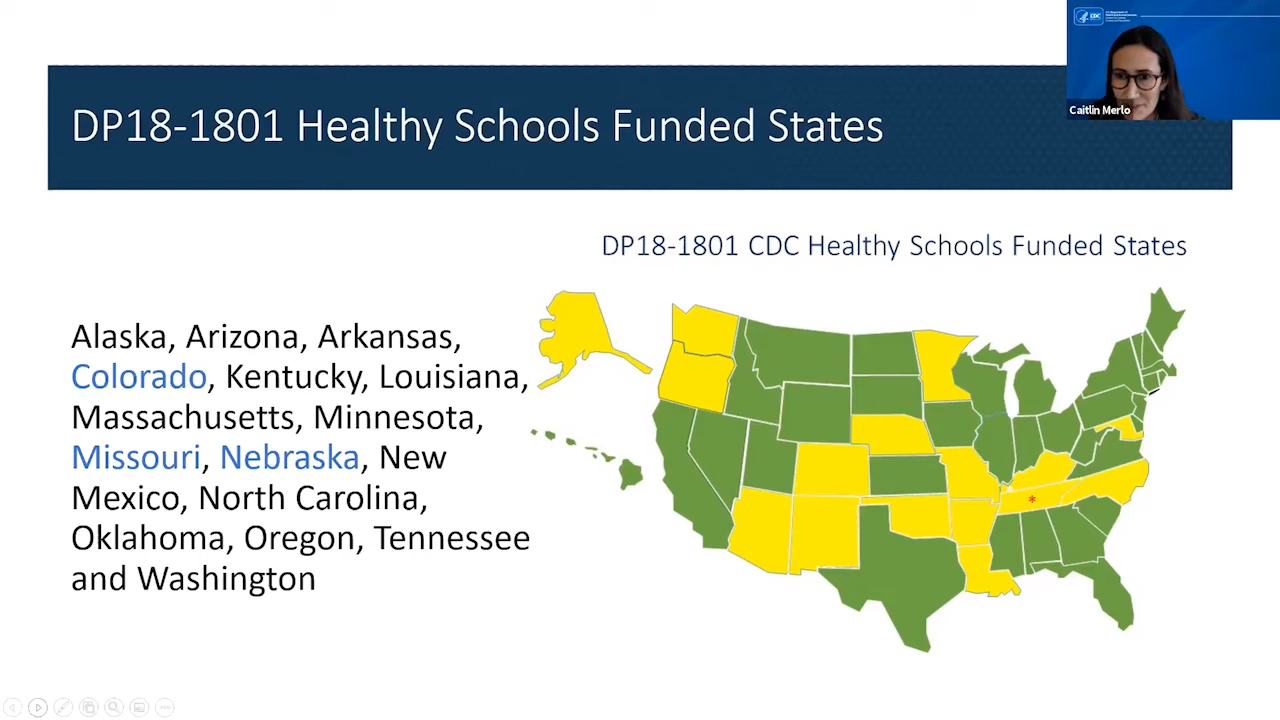 CDC
Caitlin Merlo
DP18-1801 Healthy Schools Funded States
DP18-1801 CDC Healthy Schools Funded States
Alaska, Arizona, Arkansas,
Colorado, Kentucky, Louisiana,
Massachusetts, Minnesota,
Missouri, Nebraska, New
Mexico, North Carolina,
Oklahoma, Oregon, Tennessee
and Washington
*